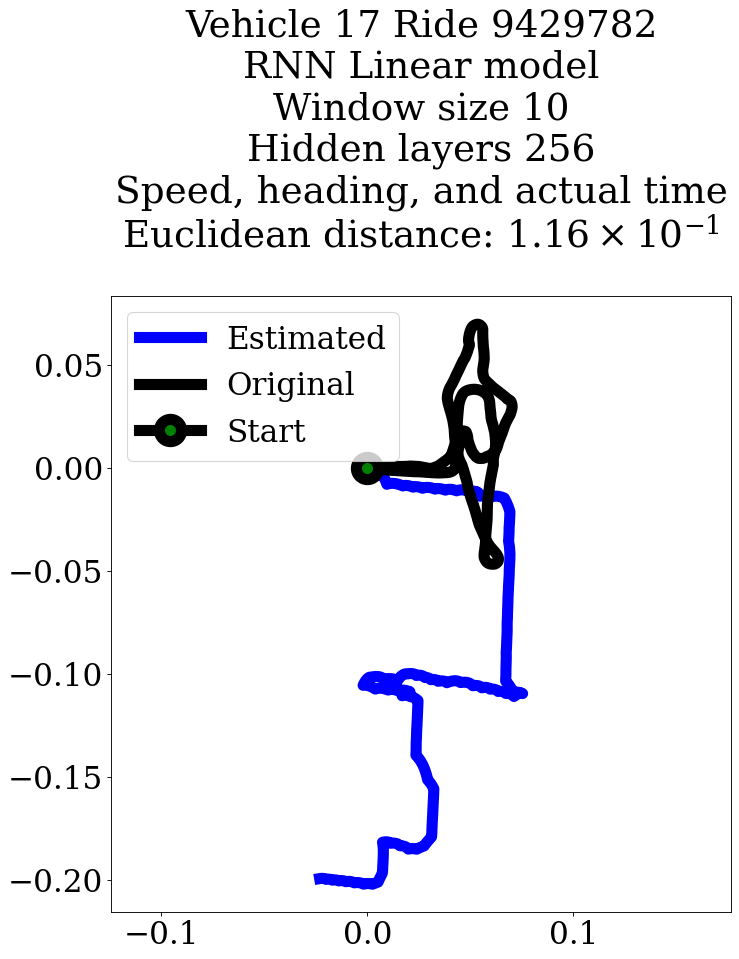 Vehicle 17 Ride 9429782
RNN Linear model
Window size 10
Hidden layers 256
Speed, heading, and actual time
Euclidean distance: 1.16 × 10⁻¹
Estimated
Original
Start
0.05
0.00
−0.05
−0.10
−0.15
−0.20
−0.1
0.0
0.1